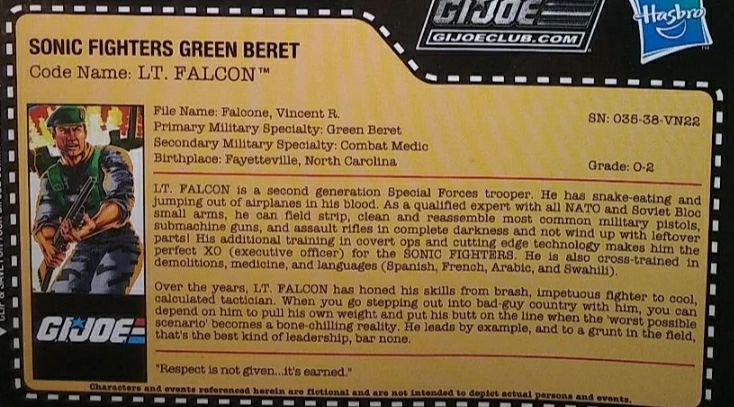 GI JOE
GIJOECLUB.COM
Hasbro
SONIC FIGHTERS GREEN BERET
Code Name: LT. FALCON™
File Name: Falcone, Vincent R.
SN: 035-38-VN22
Primary Military Specialty: Green Beret
Secondary Military Specialty: Combat Medic
Birthplace: Fayetteville, North Carolina
Grade: O-2
LT. FALCON is a second generation Special Forces trooper. He has snake-eating and
jumping out of airplanes in his blood. As a qualified expert with all NATO and Soviet Bloc
small arms, he can field strip, clean and reassemble most common military pistols,
submachine guns, and assault rifles in complete darkness and not wind up with leftover
parts! His additional training in covert ops and cutting edge technology makes him the
perfect XO (executive officer) for the SONIC FIGHTERS. He is also cross-trained in
demolitions, medicine, and languages (Spanish, French, Arabic, and Swahili).
Over the years, LT. FALCON has honed his skills from brash, impetuous fighter to cool,
calculated tactician. When you go stepping out into bad-guy country with him, you can
depend on him to pull his own weight and put his butt on the line when the 'worst possible
scenario' becomes a bone-chilling reality. He leads by example, and to a grunt in the field,
that's the best kind of leadership, bar none.
GI JOE
"Respect is not given...it's earned."
Characters and events referenced herein are fictional and are not intended to depict actual persons and events.